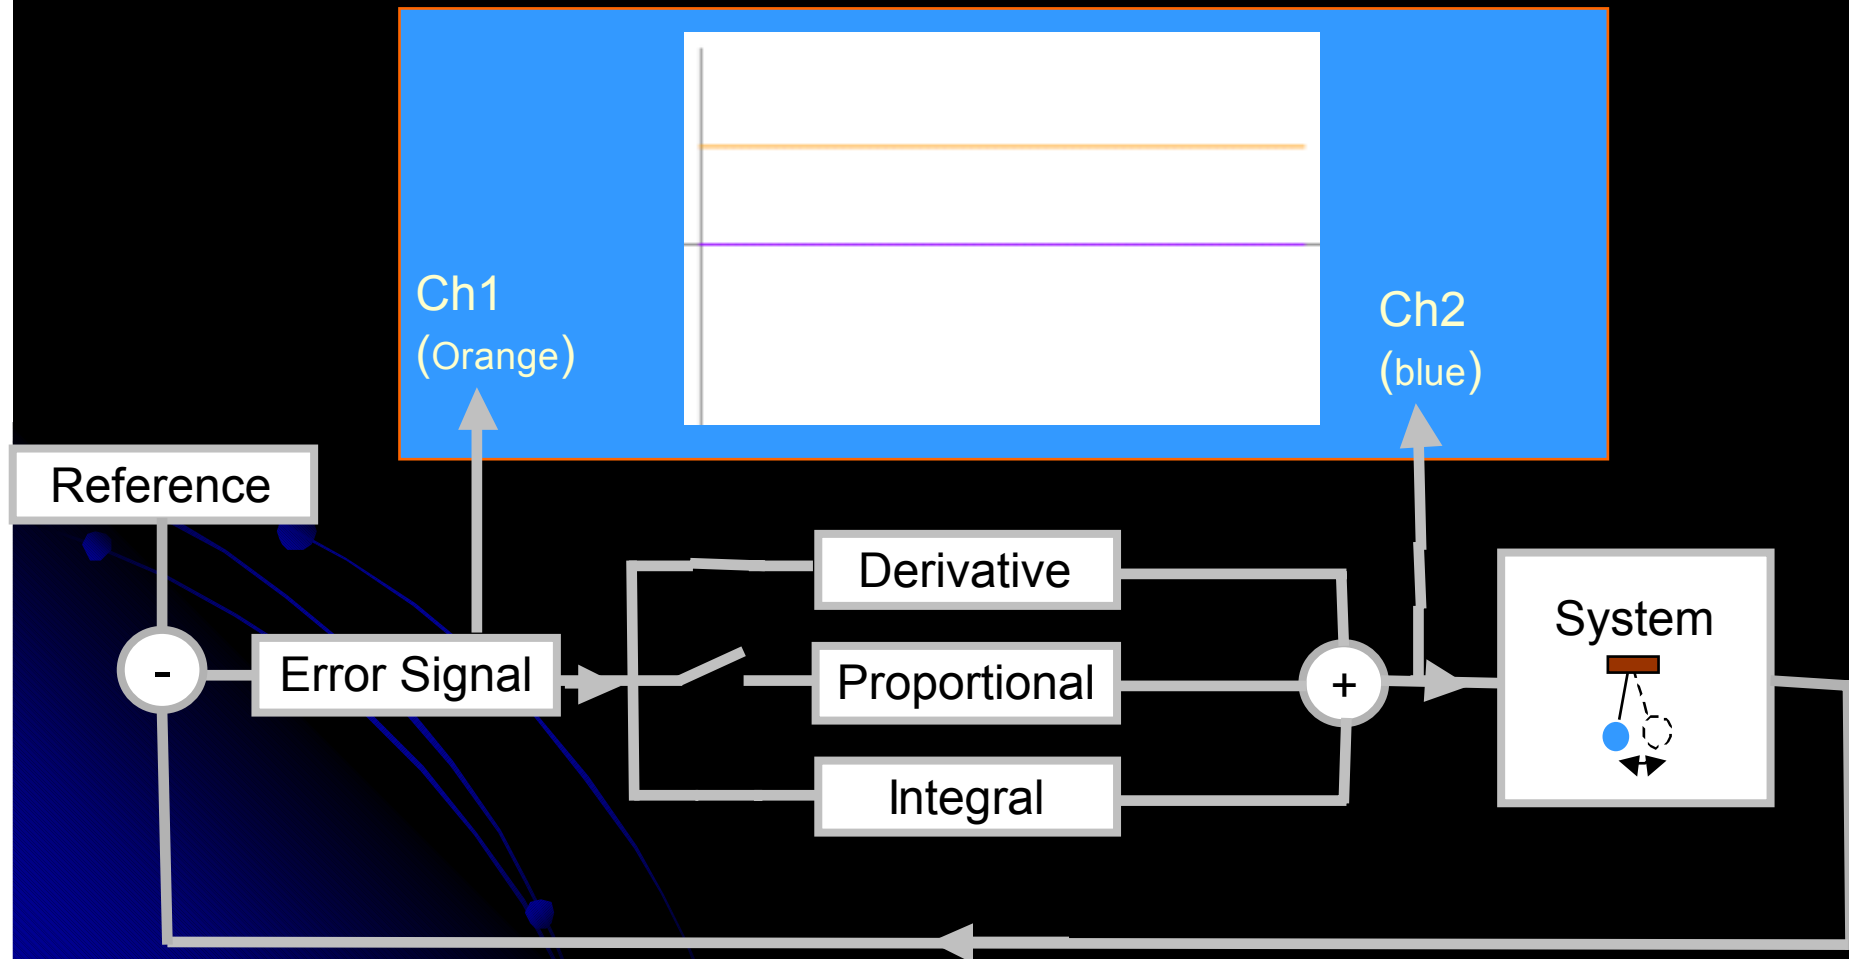 Ch1
(Orange)
Ch2
(blue)
Reference
-
Error Signal
Derivative
Proportional
Integral
+
System